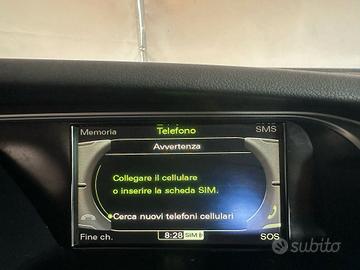 Memoria Telefono SMS
Avvertenza
Collegare il cellulare
o inserire la scheda SIM.
Cerca nuovi telefoni cellulari
Fine ch. 8:28 SIM SOS
subito